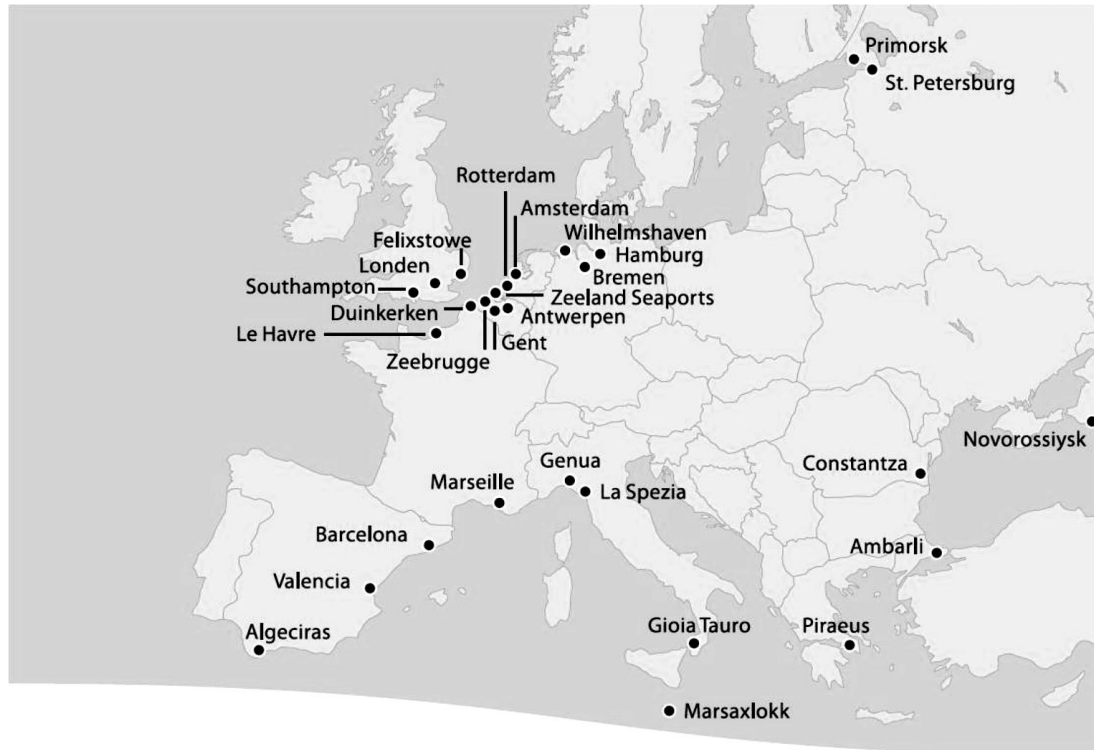 Primorsk
St. Petersburg
Rotterdam
Amsterdam
Wilhelmshaven
Felixstowe
Hamburg
Londen
Bremen
Southampton
Zeeland Seaports
Duinkerken
Antwerpen
Le Havre
Gent
Zeebrugge
Novorossiysk
Genua
Constantza
Marseille
La Spezia
Barcelona
Ambarli
Valencia
Gioia Tauro
Piraeus
Algeciras
Marsaxlokk